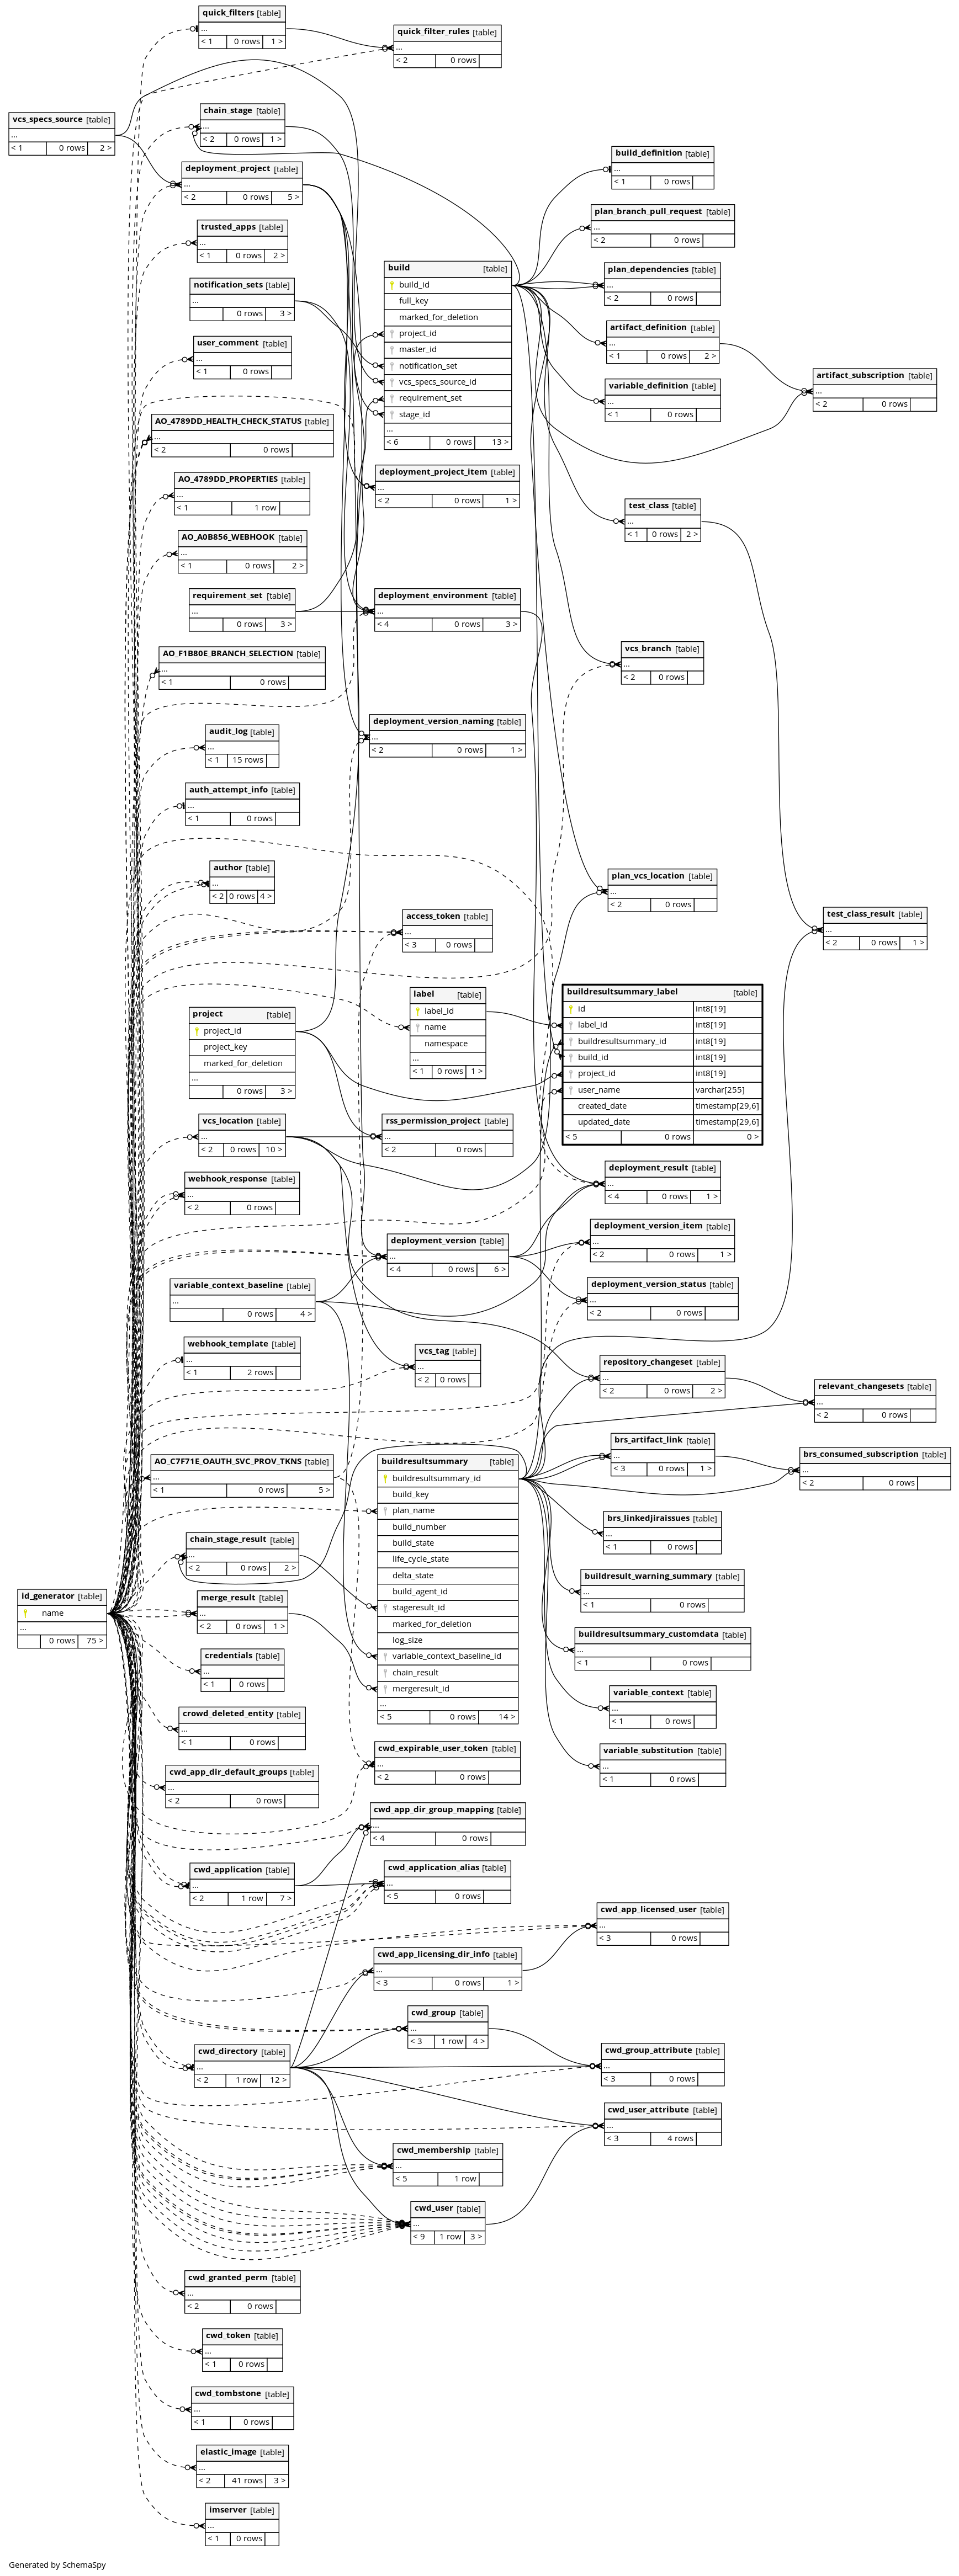 quick_filters [table]
...
< 1 0 rows 1 >
quick_filter_rules [table]
...
< 2 0 rows
vcs_specs_source [table]
...
< 1 0 rows 2 >
chain_stage [table]
...
< 2 0 rows 1 >
deployment_project [table]
...
< 2 0 rows 5 >
trusted_apps [table]
...
< 1 0 rows 2 >
notification_sets [table]
...
0 rows 3 >
user_comment [table]
...
< 1 0 rows
AO_4789DD_HEALTH_CHECK_STATUS [table]
...
< 2 0 rows
AO_4789DD_PROPERTIES [table]
...
< 1 1 row
AO_A0B856_WEBHOOK [table]
...
< 1 0 rows 2 >
requirement_set [table]
...
0 rows 3 >
AO_F1B80E_BRANCH_SELECTION [table]
...
< 1 0 rows
audit_log [table]
...
< 1 15 rows
auth_attempt_info [table]
...
< 1 0 rows
author [table]
...
< 2 0 rows 4 >
project [table]
project_id
project_key
marked_for_deletion
...
0 rows 3 >
vcs_location [table]
...
< 2 0 rows 10 >
webhook_response [table]
...
< 2 0 rows
variable_context_baseline [table]
...
0 rows 4 >
webhook_template [table]
...
< 1 2 rows
AO_C7F71E_OAUTH_SVC_PROV_TKNS [table]
...
< 1 0 rows 5 >
chain_stage_result [table]
...
< 2 0 rows 2 >
id_generator [table]
name
...
0 rows 75 >
merge_result [table]
...
< 2 0 rows 1 >
credentials [table]
...
< 1 0 rows
crowd_deleted_entity [table]
...
< 1 0 rows
cwd_app_dir_default_groups [table]
...
< 2 0 rows
cwd_application [table]
...
< 2 1 row 7 >
cwd_directory [table]
...
< 2 1 row 12 >
cwd_granted_perm [table]
...
< 2 0 rows
cwd_token [table]
...
< 1 0 rows
cwd_tombstone [table]
...
< 1 0 rows
elastic_image [table]
...
< 2 41 rows 3 >
imserver [table]
...
< 1 0 rows
build [table]
build_id
full_key
marked_for_deletion
project_id
master_id
notification_set
vcs_specs_source_id
requirement_set
stage_id
...
< 6 0 rows 13 >
deployment_project_item [table]
...
< 2 0 rows 1 >
deployment_environment [table]
...
< 4 0 rows 3 >
deployment_version_naming [table]
...
< 2 0 rows 1 >
access_token [table]
...
< 3 0 rows
label [table]
label_id
name
namespace
...
< 1 0 rows 1 >
rss_permission_project [table]
...
< 2 0 rows
deployment_version [table]
...
< 4 0 rows 6 >
vcs_tag [table]
...
< 2 0 rows
buildresultsummary [table]
buildresultsummary_id
build_key
plan_name
build_number
build_state
life_cycle_state
delta_state
build_agent_id
stageresult_id
marked_for_deletion
log_size
variable_context_baseline_id
chain_result
mergeresult_id
...
< 5 0 rows 14 >
cwd_expirable_user_token [table]
...
< 2 0 rows
cwd_app_dir_group_mapping [table]
...
< 4 0 rows
cwd_application_alias [table]
...
< 5 0 rows
cwd_app_licensing_dir_info [table]
...
< 3 0 rows 1 >
cwd_group [table]
...
< 3 1 row 4 >
cwd_membership [table]
...
< 5 1 row
cwd_user [table]
...
< 9 1 row 3 >
build_definition [table]
...
< 1 0 rows
plan_branch_pull_request [table]
...
< 2 0 rows
plan_dependencies [table]
...
< 2 0 rows
artifact_definition [table]
...
< 1 0 rows 2 >
variable_definition [table]
...
< 1 0 rows
test_class [table]
...
< 1 0 rows 2 >
vcs_branch [table]
...
< 2 0 rows
plan_vcs_location [table]
...
< 2 0 rows
buildresultsummary_label [table]
id int8[19]
label_id int8[19]
buildresultsummary_id int8[19]
build_id int8[19]
project_id int8[19]
user_name varchar[255]
created_date timestamp[29,6]
updated_date timestamp[29,6]
< 5 0 rows 0 >
deployment_result [table]
...
< 4 0 rows 1 >
deployment_version_item [table]
...
< 2 0 rows 1 >
deployment_version_status [table]
...
< 2 0 rows
repository_changeset [table]
...
< 2 0 rows 2 >
brs_artifact_link [table]
...
< 3 0 rows 1 >
brs_linkedjiraissues [table]
...
< 1 0 rows
buildresult_warning_summary [table]
...
< 1 0 rows
buildresultsummary_customdata [table]
...
< 1 0 rows
variable_context [table]
...
< 1 0 rows
variable_substitution [table]
...
< 1 0 rows
cwd_app_licensed_user [table]
...
< 3 0 rows
cwd_group_attribute [table]
...
< 3 0 rows
cwd_user_attribute [table]
...
< 3 4 rows
artifact_subscription [table]
...
< 2 0 rows
test_class_result [table]
...
< 2 0 rows 1 >
relevant_changesets [table]
...
< 2 0 rows
brs_consumed_subscription [table]
...
< 2 0 rows
Generated by SchemaSpy